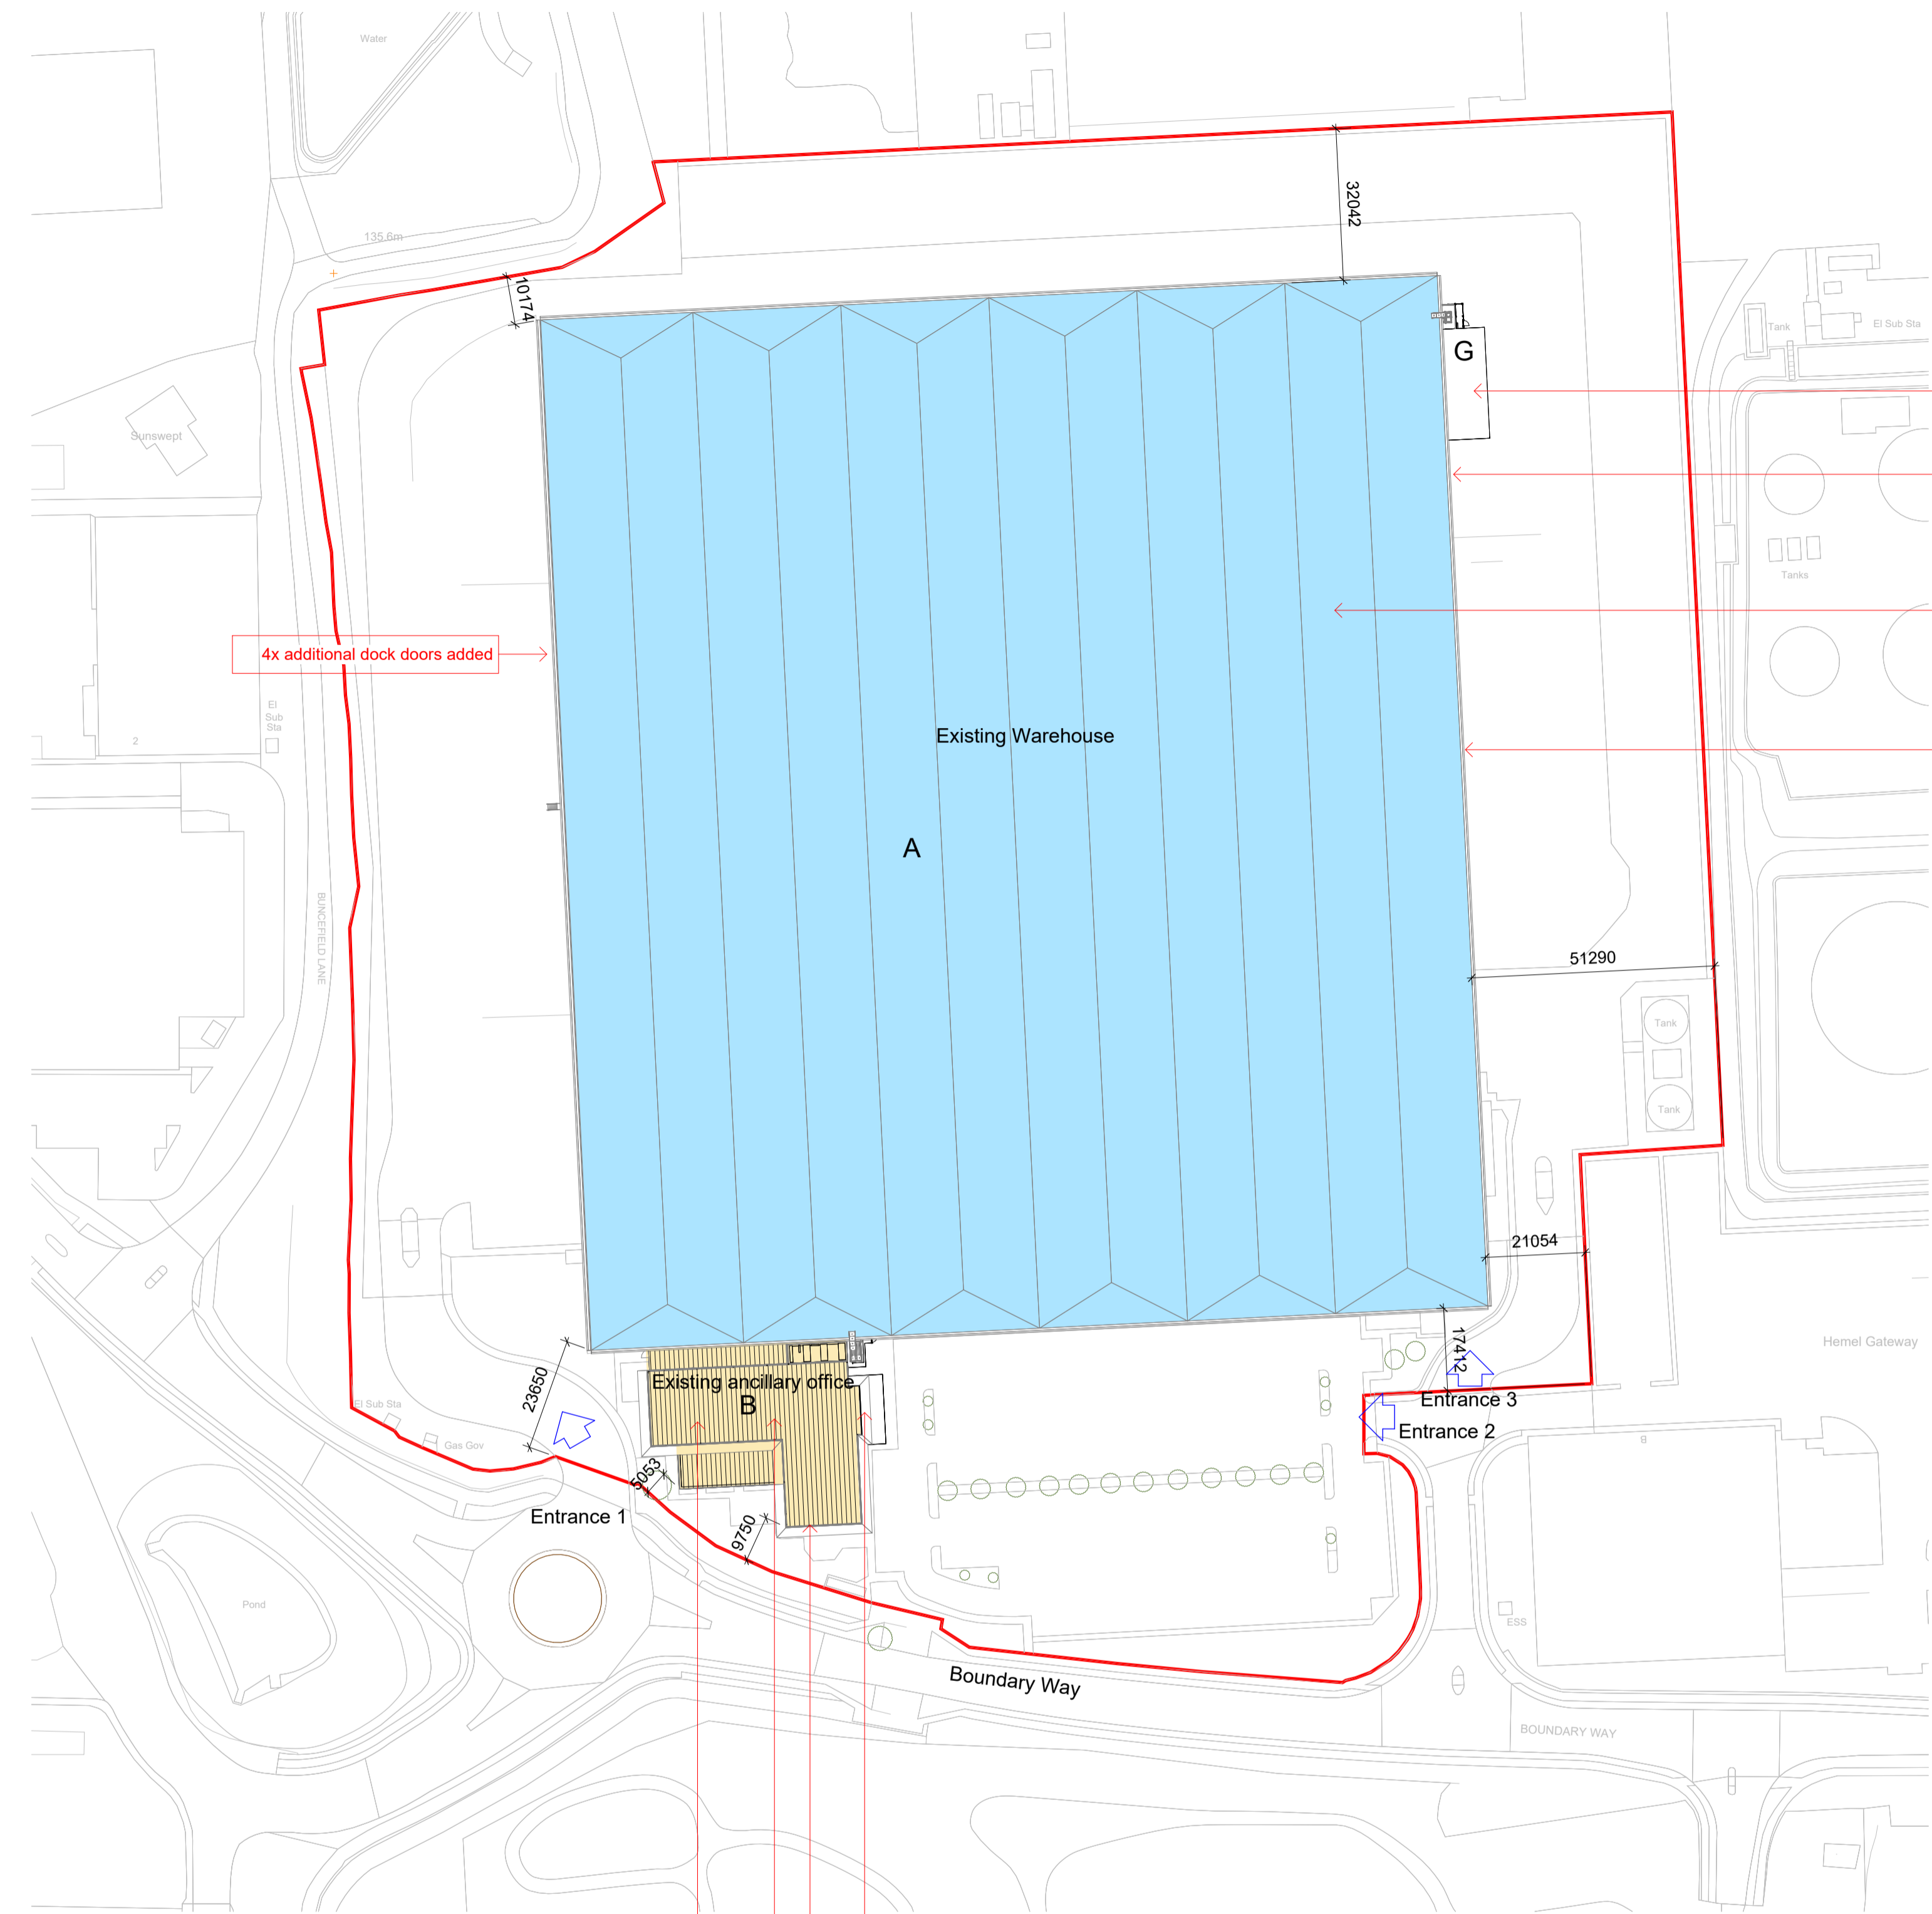 Water
135.6m
32042
10174
Tank
El Sub Sta
G
Sunswept
Tanks
4x additional dock doors added
El
Sub
Sta
2
Existing Warehouse
A
BUNCEFIELD LANE
51290
Tank
Tank
21054
17412
Hemel Gateway
23650
Existing ancillary office
B
El Sub Sta
Gas Gov
Entrance 3
Entrance 2
5053
Entrance 1
9750
Pond
ESS
Boundary Way
BOUNDARY WAY